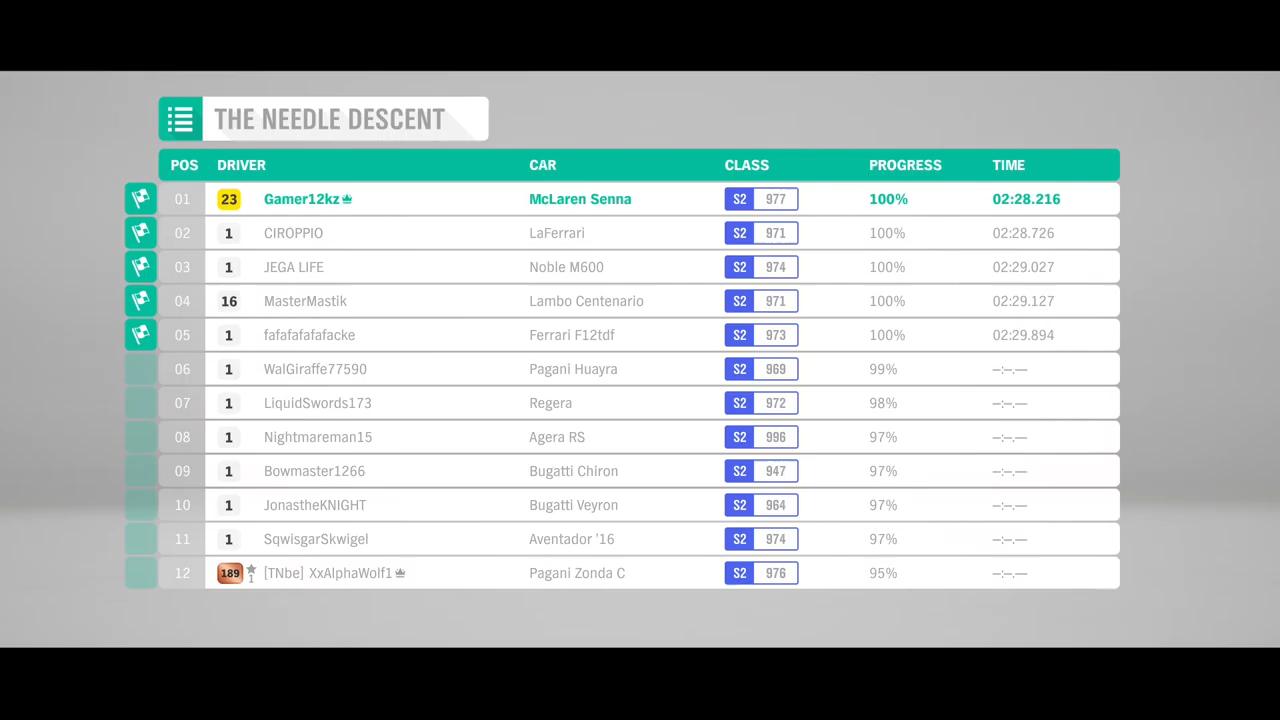 THE NEEDLE DESCENT
POS DRIVER CAR CLASS PROGRESS TIME
01 23 Gamer12kz McLaren Senna S2 977 100% 02:28.216
02 1 CIROPPIO LaFerrari S2 971 100% 02:28.726
03 1 JEGA LIFE Noble M600 S2 974 100% 02:29.027
04 16 MasterMastik Lambo Centenario S2 971 100% 02:29.127
05 1 fafafafafafacke Ferrari F12tdf S2 973 100% 02:29.894
06 1 WalGiraffe77590 Pagani Huayra S2 969 99% --:--.---
07 1 LiquidSwords173 Regera S2 972 98% --:--.---
08 1 Nightmareman15 Agera RS S2 996 97% --:--.---
09 1 Bowmaster1266 Bugatti Chiron S2 947 97% --:--.---
10 1 JonastheKNIGHT Bugatti Veyron S2 964 97% --:--.---
11 1 SqwisgarSkwigel Aventador '16 S2 974 97% --:--.---
12 189 1 [TNbe] XxAlphaWolf1 Pagani Zonda C S2 976 95% --:--.---